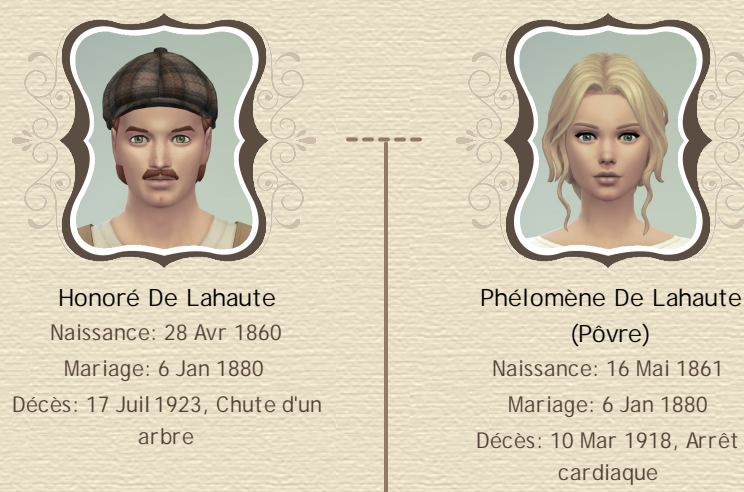 Honoré De Lahaute
Naissance: 28 Avr 1860
Mariage: 6 Jan 1880
Décès: 17 Juil 1923, Chute d'un
arbre
Phélomène De Lahaute
(Pôvre)
Naissance: 16 Mai 1861
Mariage: 6 Jan 1880
Décès: 10 Mar 1918, Arrêt
cardiaque